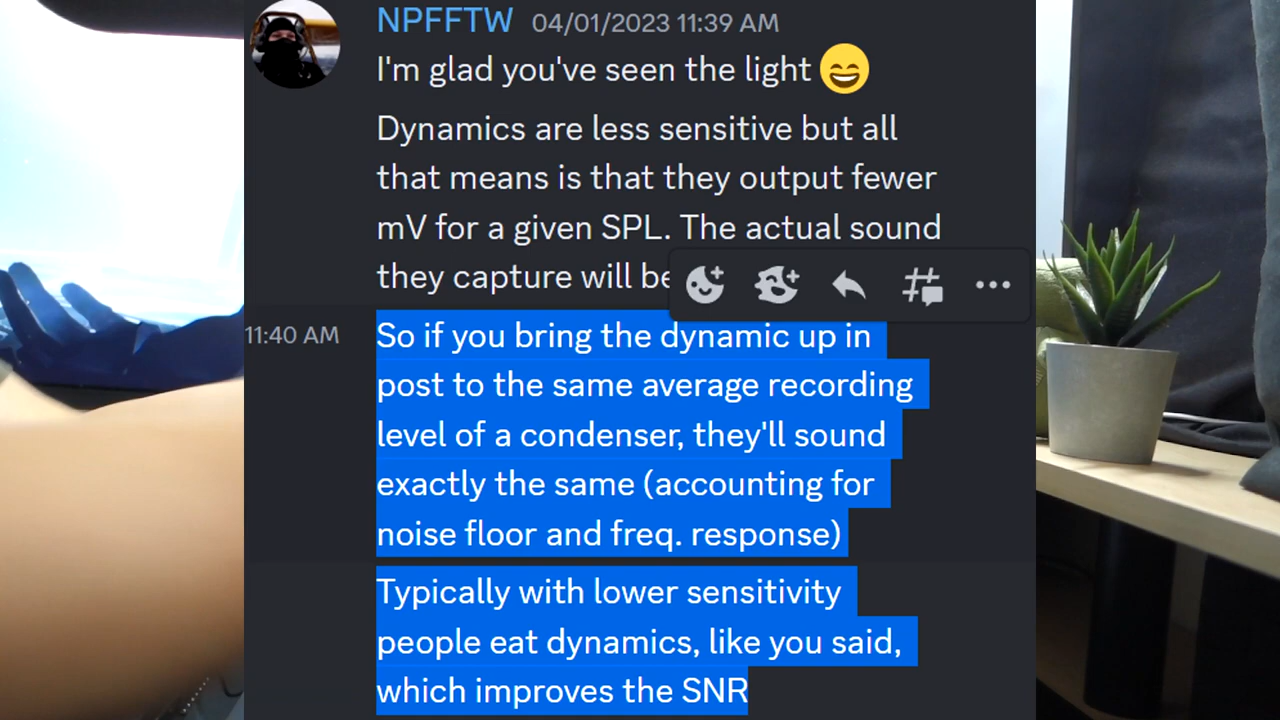 NPFFTW 04/01/2023 11:39 AM
I'm glad you've seen the light
Dynamics are less sensitive but all
that means is that they output fewer
mV for a given SPL. The actual sound
they capture will be
11:40 AM So if you bring the dynamic up in
post to the same average recording
level of a condenser, they'll sound
exactly the same (accounting for
noise floor and freq. response)
Typically with lower sensitivity
people eat dynamics, like you said,
which improves the SNR